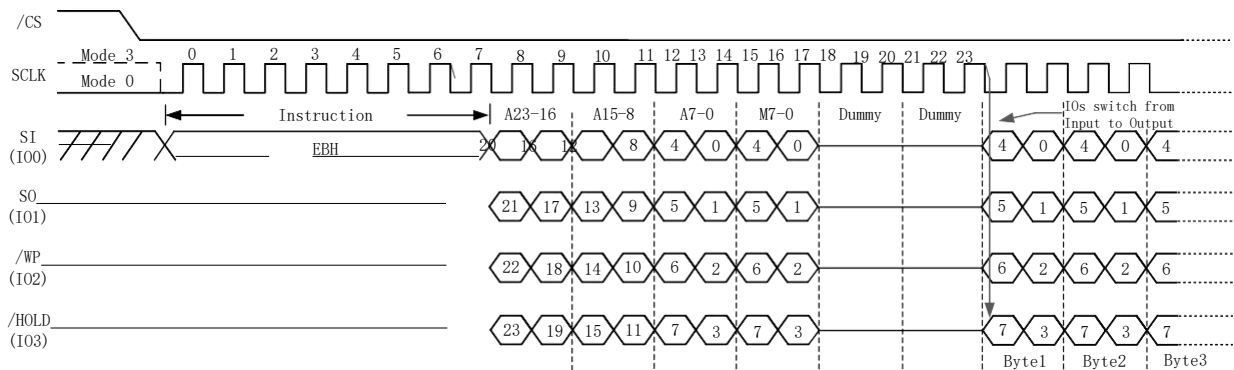 /CS
Mode 3 0 1 2 3 4 5 6 7 8 9 10 11 12 13 14 15 16 17 18 19 20 21 22 23
SCLK
Mode 0
Instruction A23-16 A15-8 A7-0 M7-0 Dummy Dummy
IOs switch from
Input to Output
SI
(IO0)
EBH 20 16 12 8 4 0 4 0 4 0 4 0 4
SO
(IO1)
21 17 13 9 5 1 5 1 5 1 5 1 5
/WP
(IO2)
22 18 14 10 6 2 6 2 6 2 6 2 6
/HOLD
(IO3)
23 19 15 11 7 3 7 3 7 3 7 3 7
Byte1 Byte2 Byte3